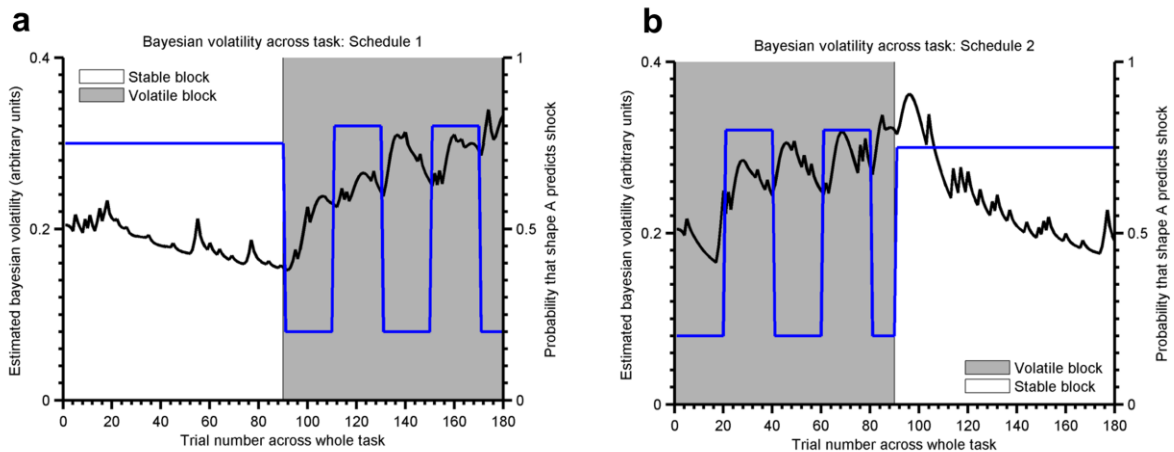 a
Bayesian volatility across task: Schedule 1
Estimated bayesian volatility (arbitrary units)
0.4
0.2
0
Stable block
Volatile block
1
0.5
0
Probability that shape A predicts shock
0 20 40 60 80 100 120 140 160 180
Trial number across whole task
b
Bayesian volatility across task: Schedule 2
Estimated bayesian volatility (arbitrary units)
0.4
0.2
0
Volatile block
Stable block
1
0.5
0
Probability that shape A predicts shock
0 20 40 60 80 100 120 140 160 180
Trial number across whole task